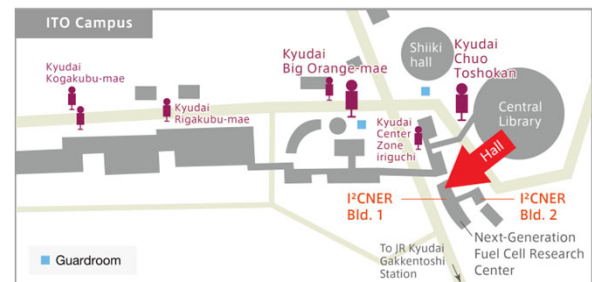 ITO Campus
Kyudai
Kogakubu-mae
Kyudai
Rigakubu-mae
Kyudai
Big Orange-mae
Shiiki
hall
Kyudai
Chuo
Toshokan
Central
Library
Kyudai
Center
Zone
iriguchi
Hall
I²CNER
Bld. 1
I²CNER
Bld. 2
Next-Generation
Fuel Cell Research
Center
To JR Kyudai
Gakkentoshi
Station
Guardroom